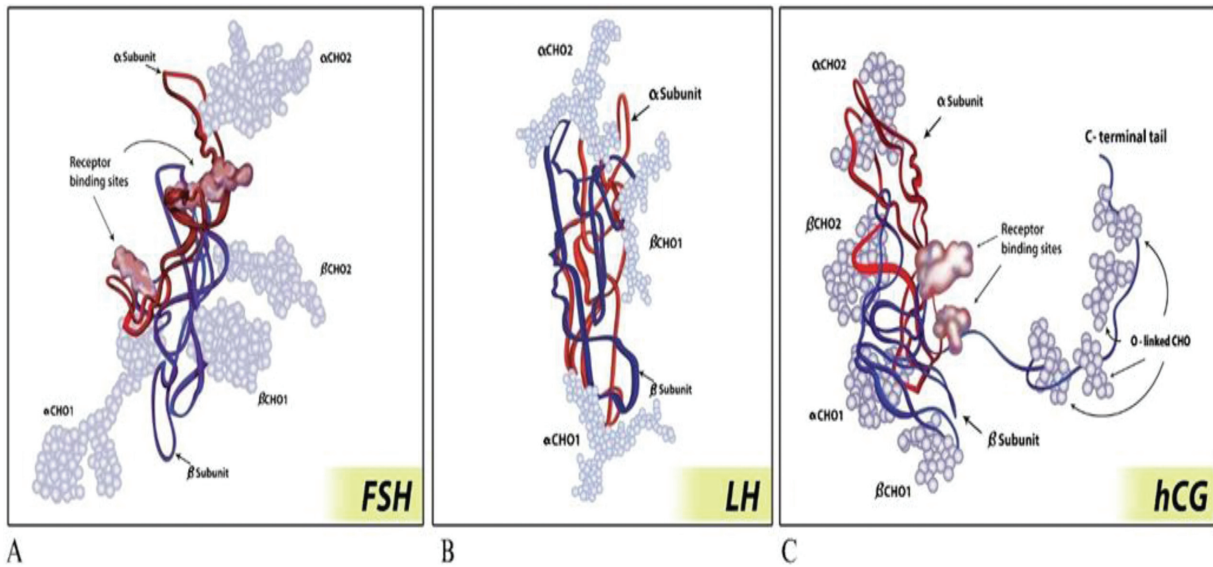 α Subunit
αCHO2
Receptor
binding sites
βCHO2
βCHO1
αCHO1
β Subunit
FSH
A
αCHO2
α Subunit
βCHO1
β Subunit
αCHO1
LH
B
αCHO2
α Subunit
C- terminal tail
βCHO2
Receptor
binding sites
O - linked CHO
αCHO1
β Subunit
βCHO1
hCG
C